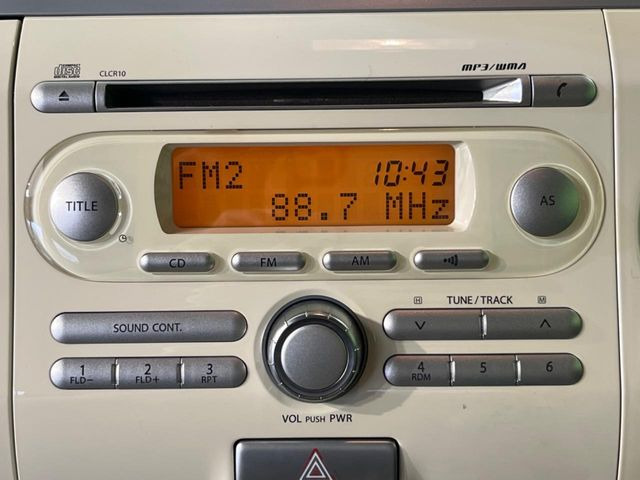 disc CLCR10 MP3/WMA
FM2 10:43
88.7 MHz
TITLE AS
CD FM AM
SOUND CONT.
H TUNE / TRACK M
1 2 3
FLD− FLD+ RPT
4 5 6
RDM
VOL PUSH PWR